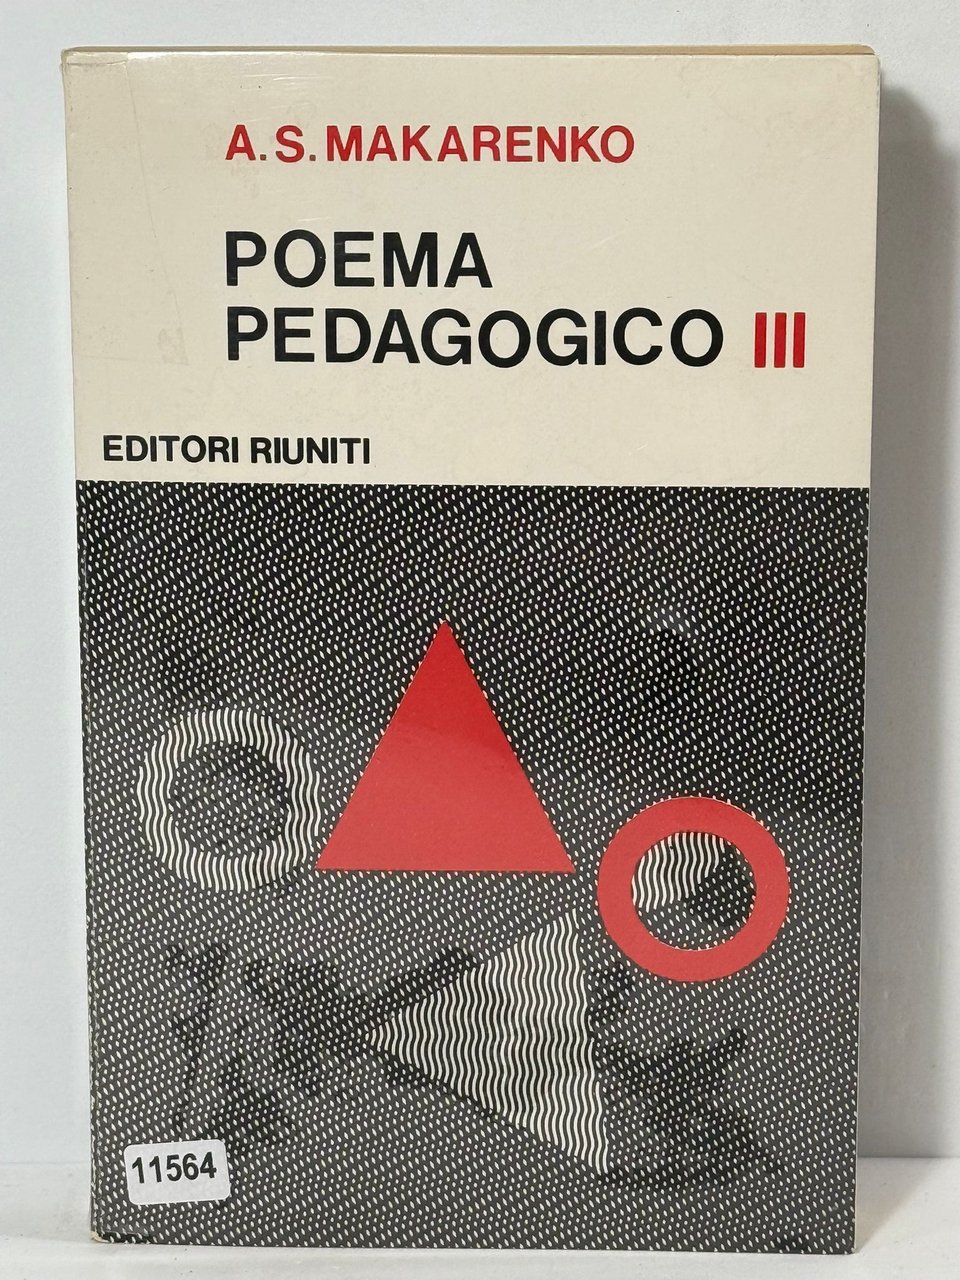 A. S. MAKARENKO
POEMA
PEDAGOGICO III
EDITORI RIUNITI
11564